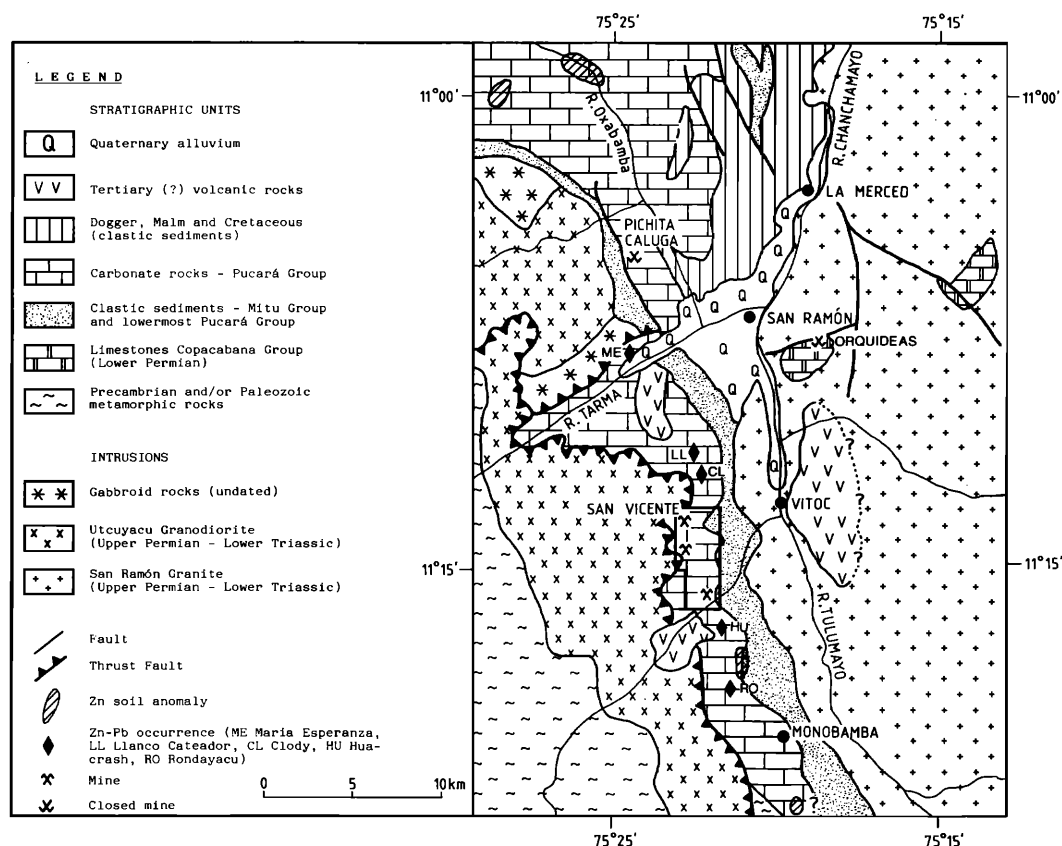 75°25' 75°15'
LEGEND
STRATIGRAPHIC UNITS
Q Quaternary alluvium
V V Tertiary (?) volcanic rocks
Dogger, Malm and Cretaceous
(clastic sediments)
Carbonate rocks - Pucará Group
Clastic sediments - Mitu Group
and lowermost Pucará Group
Limestones Copacabana Group
(Lower Permian)
Precambrian and/or Paleozoic
metamorphic rocks
INTRUSIONS
Gabbroid rocks (undated)
Utcuyacu Granodiorite
(Upper Permian - Lower Triassic)
San Ramón Granite
(Upper Permian - Lower Triassic)
Fault
Thrust Fault
Zn soil anomaly
Zn-Pb occurrence (ME María Esperanza,
LL Llanco Cateador, CL Clody, HU Hua-
crash, RO Rondayacu)
Mine
Closed mine
0 5 10km
11°00' 11°00'
R.Oxabamba
R.CHANCHAMAYO
LA MERCED
PICHITA
CALUGA
SAN RAMÓN
ORQUIDEAS
ME
R.TARMA
LL
CL
SAN VICENTE
VITOC
11°15' 11°15'
R.TULUMAYO
HU
RO
MONOBAMBA
75°25' 75°15'